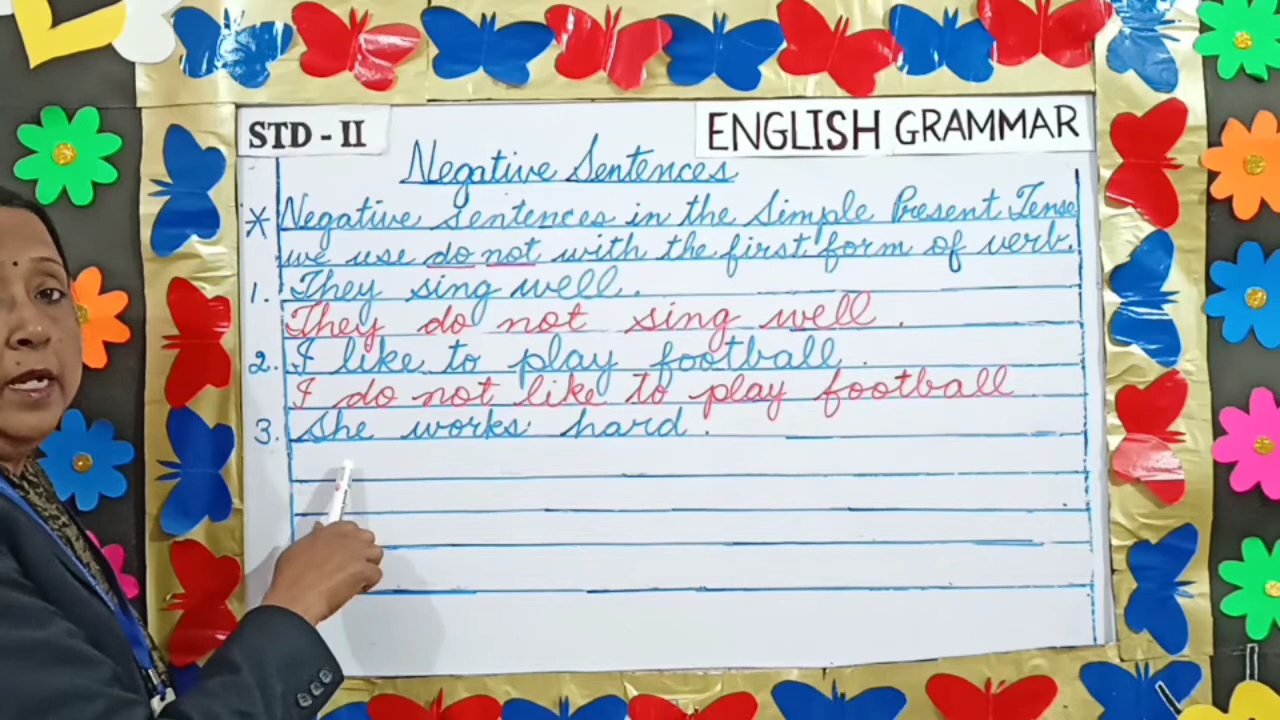 STD - II
ENGLISH GRAMMAR
Negative Sentences
* Negative sentences in the Simple Present Tense
we use do not with the first form of verb.
1. They sing well.
They do not sing well.
2. I like to play football.
I do not like to play football
3. She works hard.